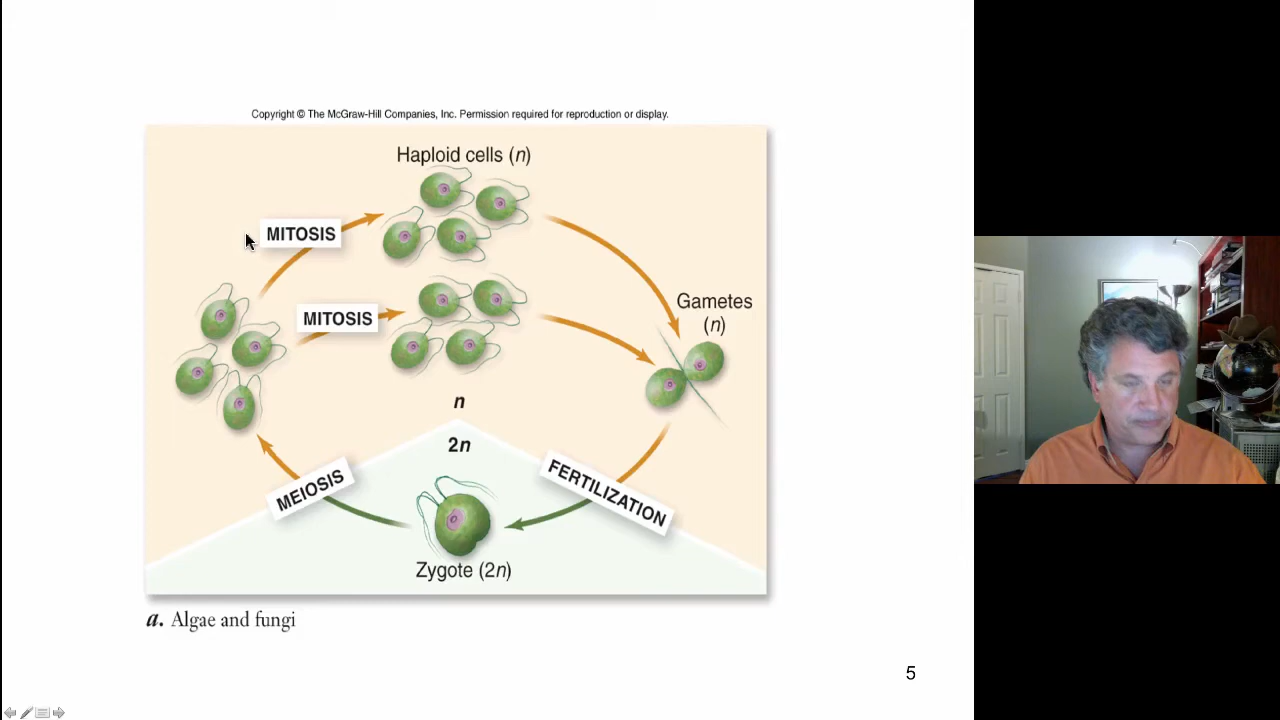 Copyright © The McGraw-Hill Companies, Inc. Permission required for reproduction or display.
Haploid cells (n)
MITOSIS
MITOSIS
Gametes
(n)
n
2n
MEIOSIS
FERTILIZATION
Zygote (2n)
a. Algae and fungi
5